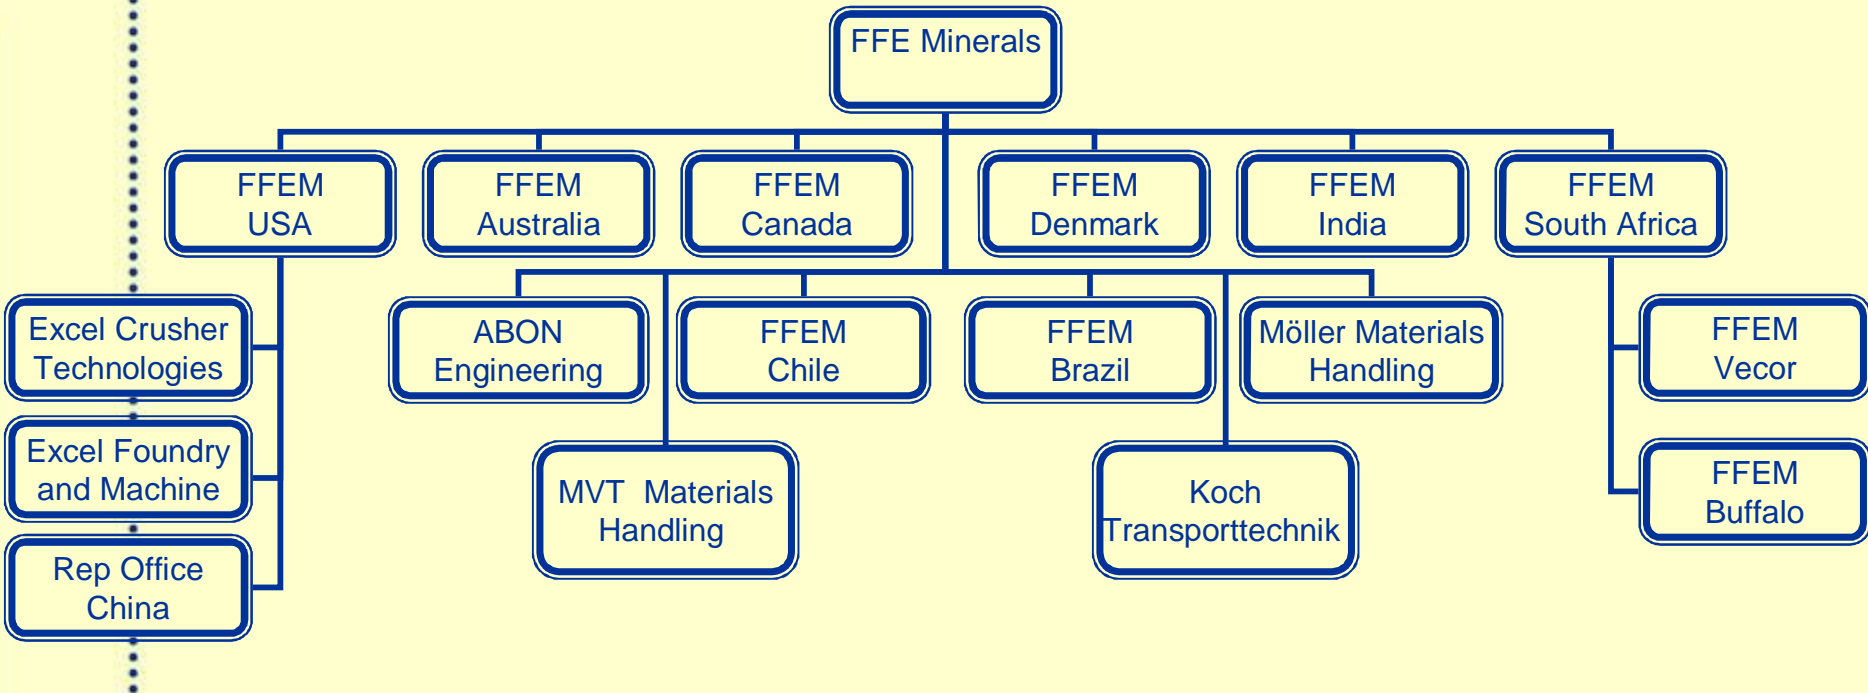 FFE Minerals
FFEM
USA
FFEM
Australia
FFEM
Canada
FFEM
Denmark
FFEM
India
FFEM
South Africa
Excel Crusher
Technologies
ABON
Engineering
FFEM
Chile
FFEM
Brazil
Möller Materials
Handling
FFEM
Vecor
Excel Foundry
and Machine
MVT  Materials
Handling
Koch
Transporttechnik
FFEM
Buffalo
Rep Office
China